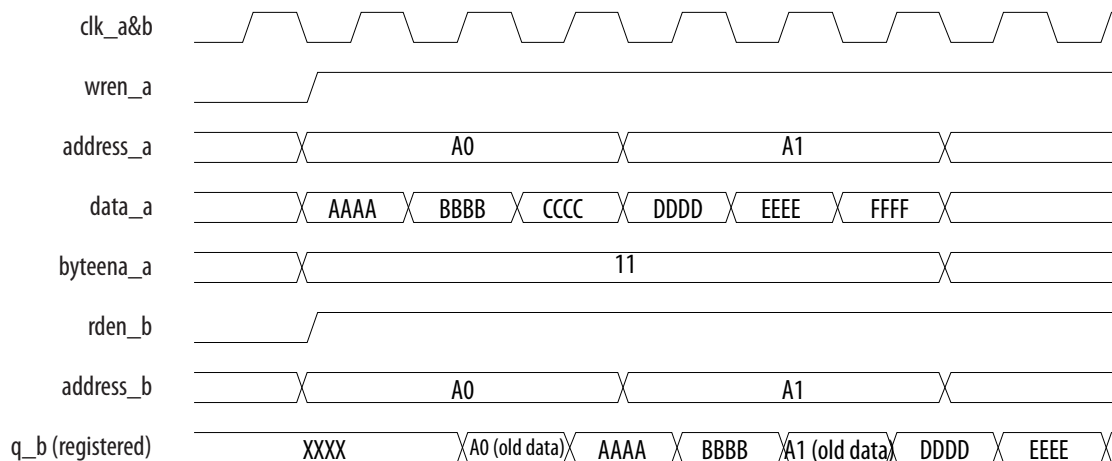 clk_a&b
wren_a
address_a A0 A1
data_a AAAA BBBB CCCC DDDD EEEE FFFF
byteena_a 11
rden_b
address_b A0 A1
q_b (registered) XXXX A0 (old data) AAAA BBBB A1 (old data) DDDD EEEE